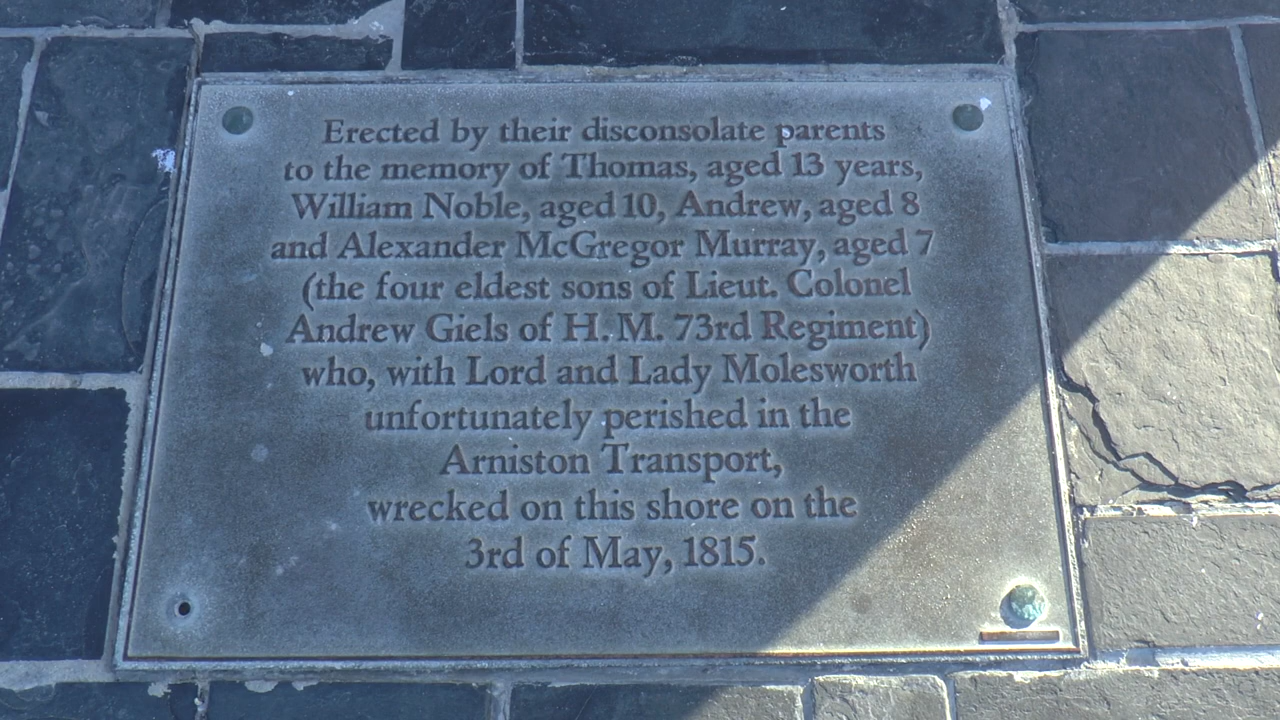 Erected by their disconsolate parents
to the memory of Thomas, aged 13 years,
William Noble, aged 10, Andrew, aged 8
and Alexander McGregor Murray, aged 7
(the four eldest sons of Lieut. Colonel
Andrew Giels of H. M. 73rd Regiment)
who, with Lord and Lady Molesworth
unfortunately perished in the
Arniston Transport,
wrecked on this shore on the
3rd of May, 1815.